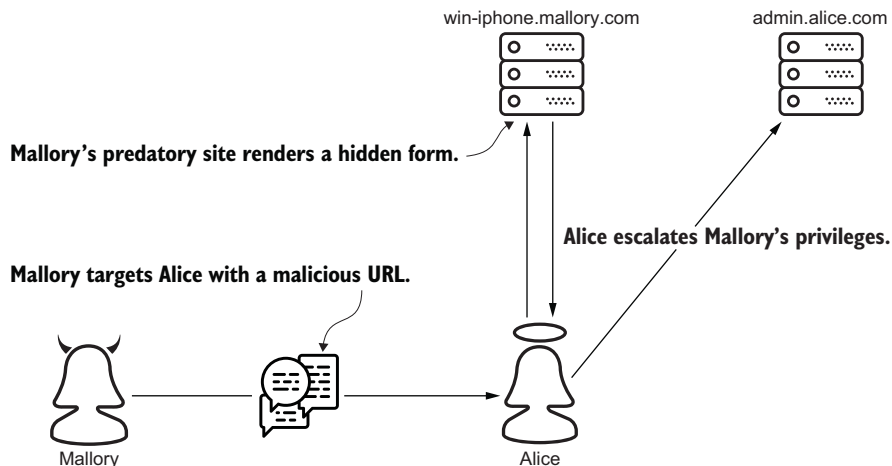 win-iphone.mallory.com
admin.alice.com
Mallory’s predatory site renders a hidden form.
Alice escalates Mallory’s privileges.
Mallory targets Alice with a malicious URL.
Mallory
Alice